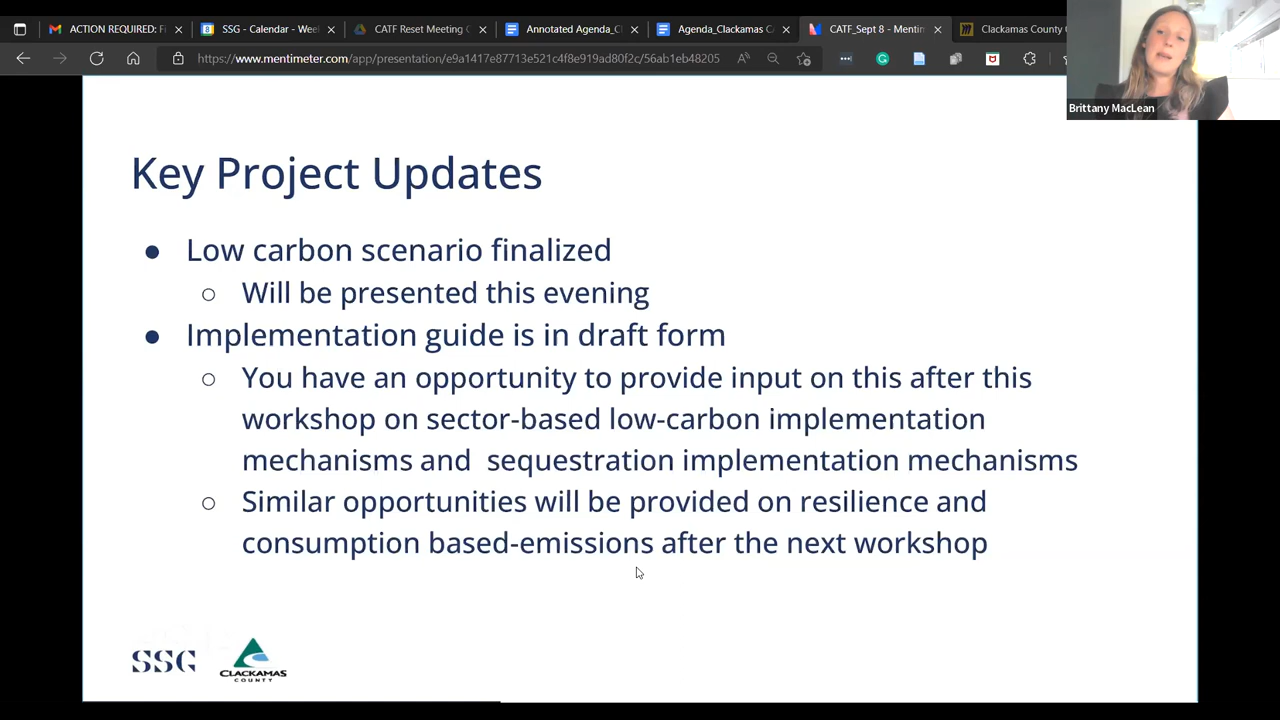 ACTION REQUIRED: Fi
SSG - Calendar - Wee
CATF Reset Meeting
Annotated Agenda_C
Agenda_Clackamas C
CATF_Sept 8 - Mentim
Clackamas County
https://www.mentimeter.com/app/presentation/e9a1417e87713e521c4f8e919ad80f2c/56ab1eb48205
Brittany MacLean
Key Project Updates
● Low carbon scenario finalized
○ Will be presented this evening
● Implementation guide is in draft form
○ You have an opportunity to provide input on this after this
workshop on sector-based low-carbon implementation
mechanisms and sequestration implementation mechanisms
○ Similar opportunities will be provided on resilience and
consumption based-emissions after the next workshop
SSG
CLACKAMAS
COUNTY